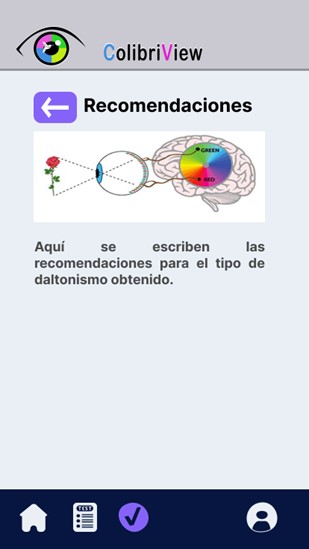 ColibriView
Recomendaciones
GREEN
RED
Aquí se escriben las
recomendaciones para el tipo de
daltonismo obtenido.
TEST